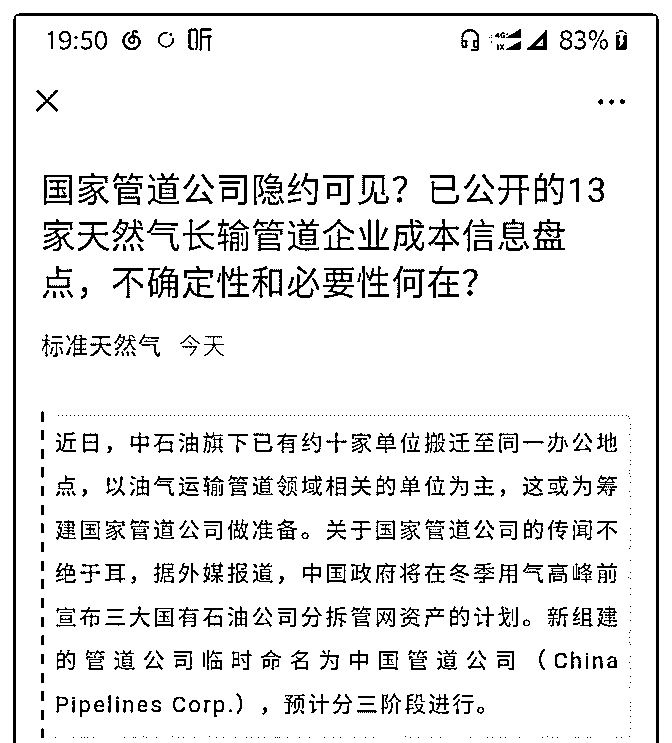 19:50 听 4G 1X 83%
国家管道公司隐约可见？已公开的13
家天然气长输管道企业成本信息盘
点，不确定性和必要性何在？
标准天然气 今天
近日，中石油旗下已有约十家单位搬迁至同一办公地
点，以油气运输管道领域相关的单位为主，这或为筹
建国家管道公司做准备。关于国家管道公司的传闻不
绝于耳，据外媒报道，中国政府将在冬季用气高峰前
宣布三大国有石油公司分拆管网资产的计划。新组建
的管道公司临时命名为中国管道公司（China
Pipelines Corp.），预计分三阶段进行。